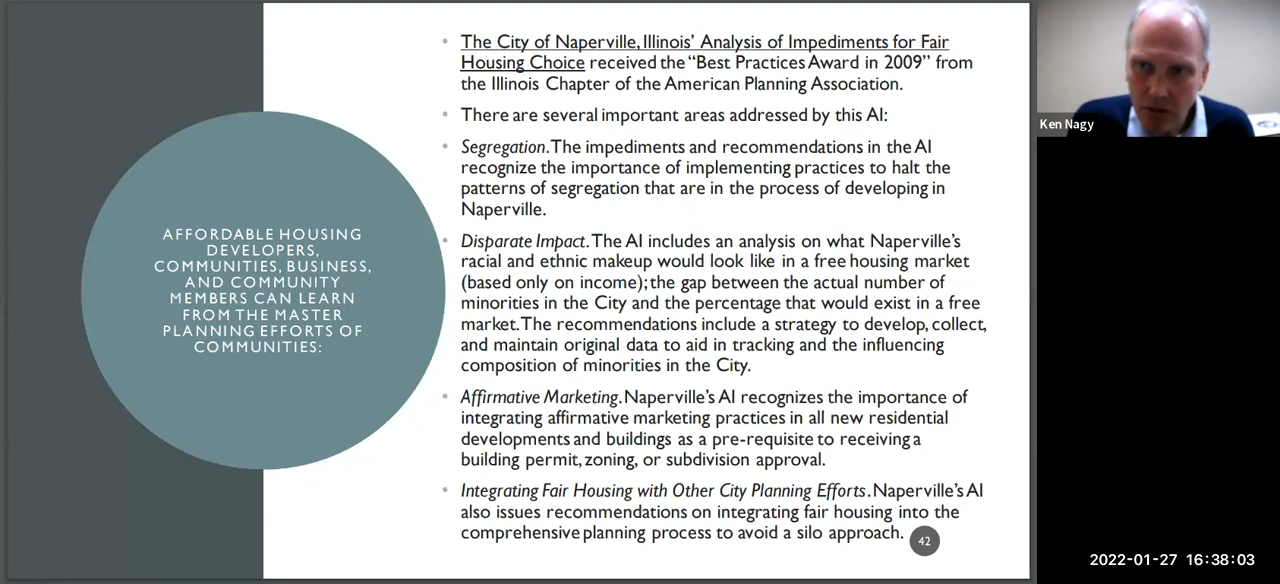 AFFORDABLE HOUSING
DEVELOPERS,
COMMUNITIES, BUSINESS,
AND COMMUNITY
MEMBERS CAN LEARN
FROM THE MASTER
PLANNING EFFORTS OF
COMMUNITIES:
The City of Naperville, Illinois' Analysis of Impediments for Fair
Housing Choice received the "Best Practices Award in 2009" from
the Illinois Chapter of the American Planning Association.
There are several important areas addressed by this AI:
Segregation. The impediments and recommendations in the AI
recognize the importance of implementing practices to halt the
patterns of segregation that are in the process of developing in
Naperville.
Disparate Impact. The AI includes an analysis on what Naperville's
racial and ethnic makeup would look like in a free housing market
(based only on income); the gap between the actual number of
minorities in the City and the percentage that would exist in a free
market. The recommendations include a strategy to develop, collect,
and maintain original data to aid in tracking and the influencing
composition of minorities in the City.
Affirmative Marketing. Naperville's AI recognizes the importance of
integrating affirmative marketing practices in all new residential
developments and buildings as a pre-requisite to receiving a
building permit, zoning, or subdivision approval.
Integrating Fair Housing with Other City Planning Efforts. Naperville's AI
also issues recommendations on integrating fair housing into the
comprehensive planning process to avoid a silo approach.
42
Ken Nagy
2022-01-27 16:38:03